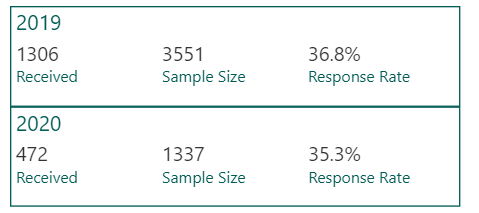 2019
1306 3551 36.8%
Received Sample Size Response Rate
2020
472 1337 35.3%
Received Sample Size Response Rate